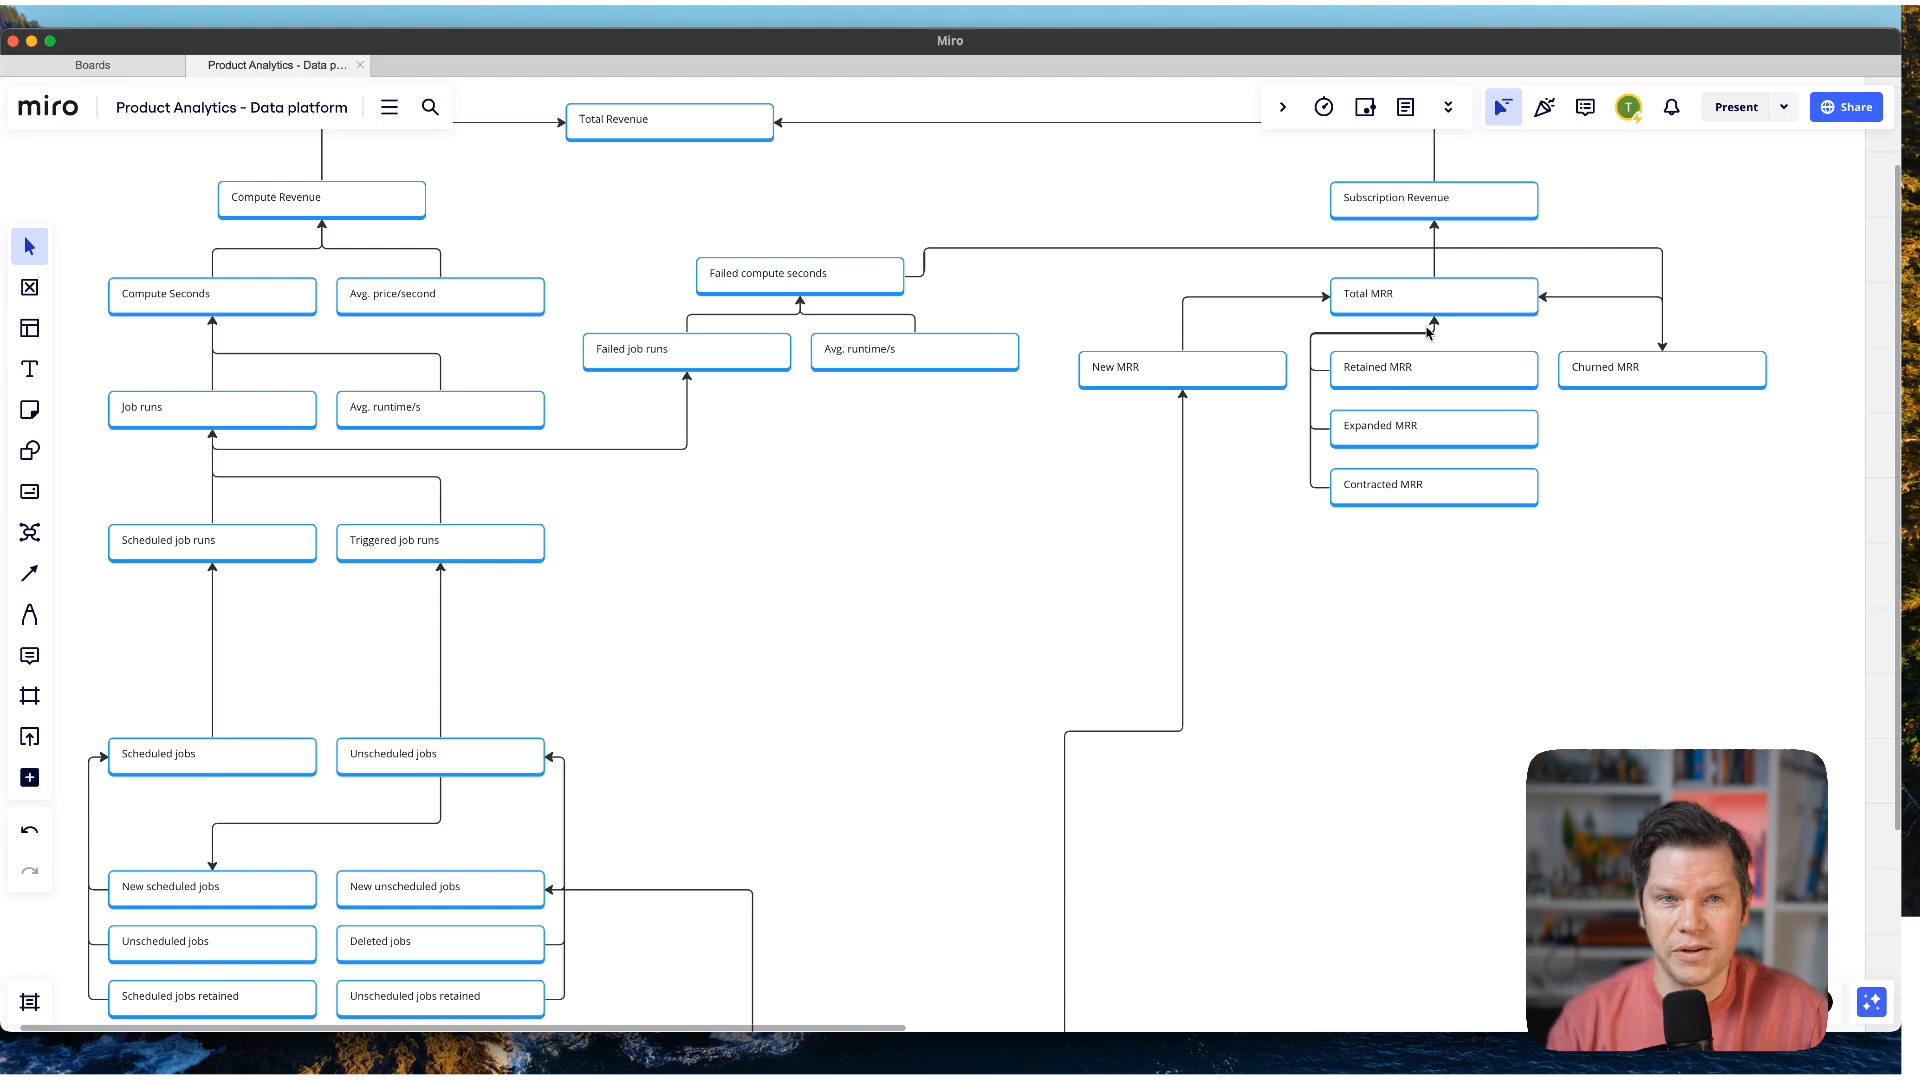 Miro
Boards
Product Analytics - Data p...
miro
Product Analytics - Data platform
T
Present
Share
Total Revenue
Compute Revenue
Subscription Revenue
Failed compute seconds
Compute Seconds
Avg. price/second
Total MRR
Failed job runs
Avg. runtime/s
New MRR
Retained MRR
Churned MRR
Job runs
Avg. runtime/s
Expanded MRR
Contracted MRR
Scheduled job runs
Triggered job runs
Scheduled jobs
Unscheduled jobs
New scheduled jobs
New unscheduled jobs
Unscheduled jobs
Deleted jobs
Scheduled jobs retained
Unscheduled jobs retained